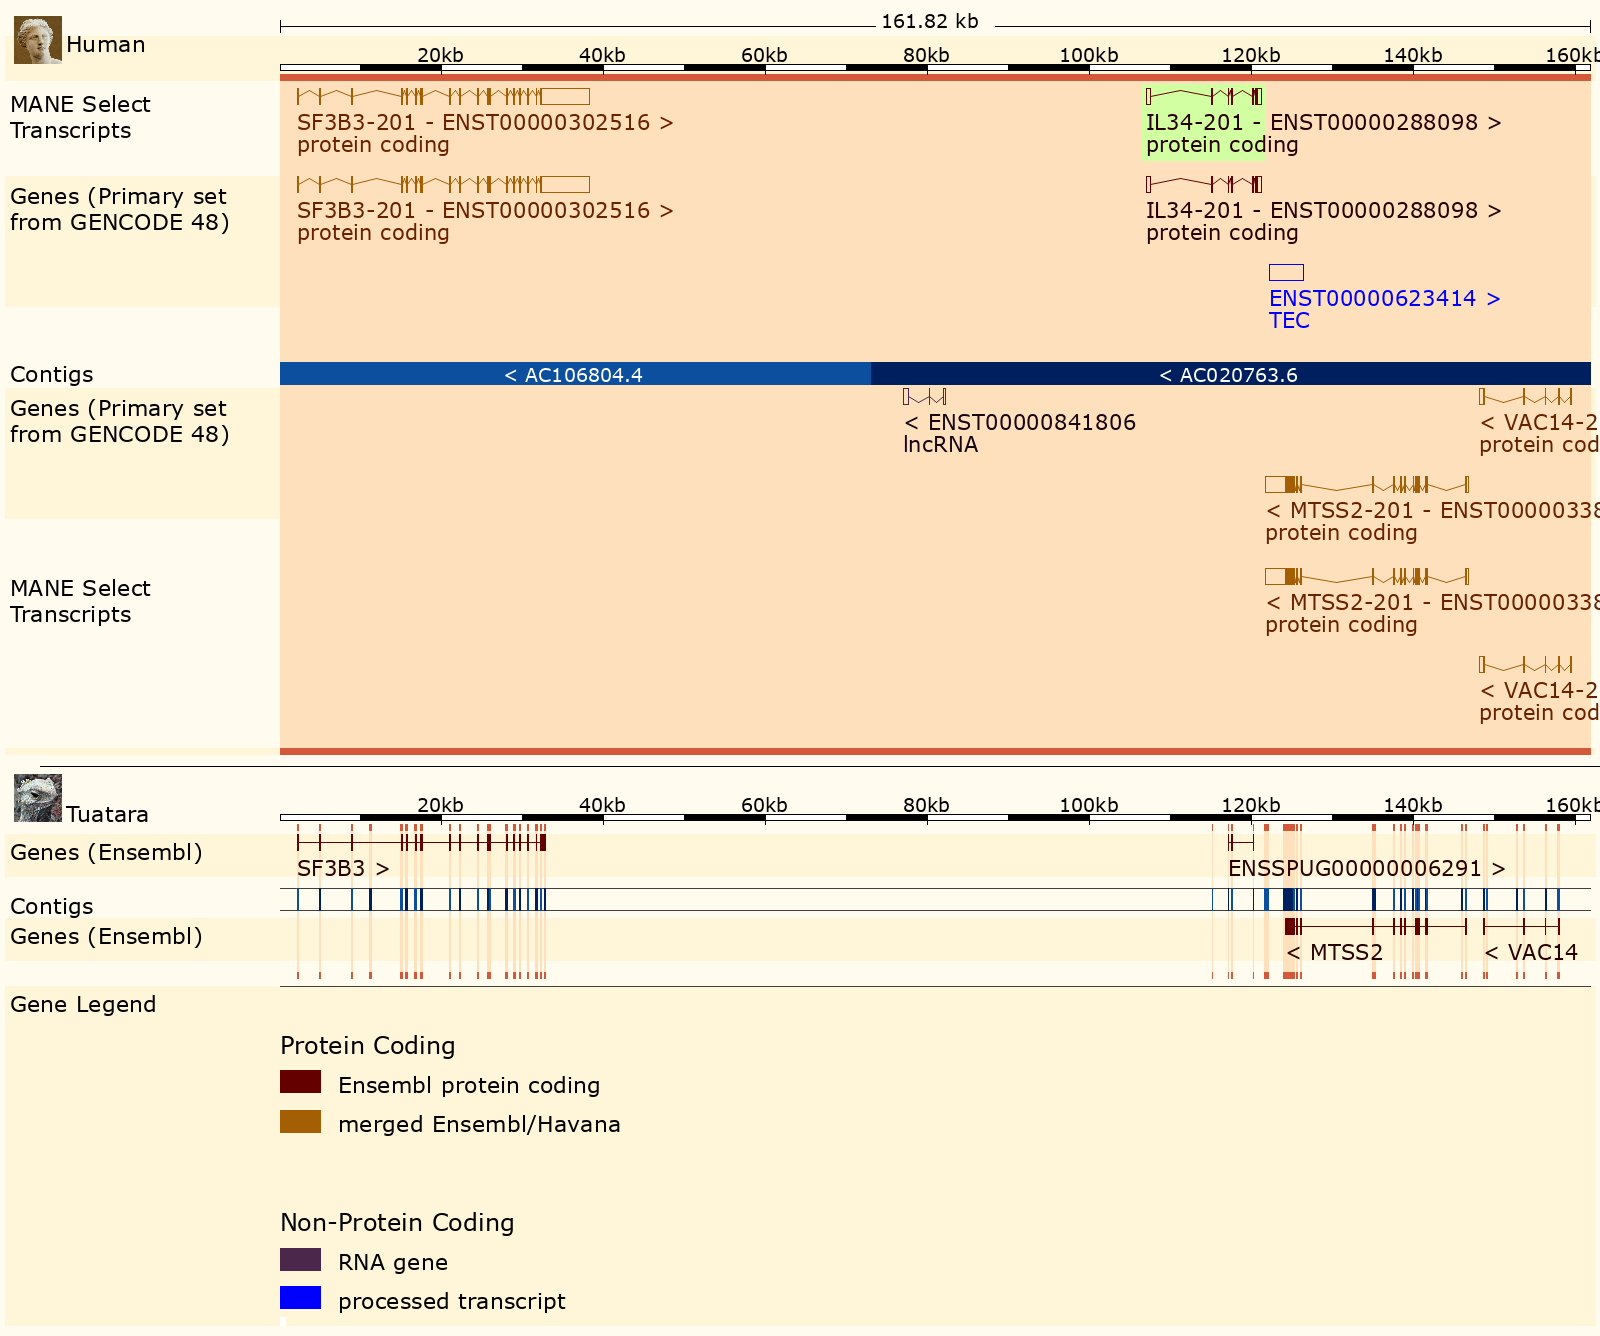 161.82 kb
Human
20kb 40kb 60kb 80kb 100kb 120kb 140kb 160kb
MANE Select
Transcripts
SF3B3-201 - ENST00000302516 >
protein coding
IL34-201 - ENST00000288098 >
protein coding
Genes (Primary set
from GENCODE 48)
SF3B3-201 - ENST00000302516 >
protein coding
IL34-201 - ENST00000288098 >
protein coding
ENST00000623414 >
TEC
Contigs
< AC106804.4
< AC020763.6
Genes (Primary set
from GENCODE 48)
< ENST00000841806
lncRNA
< VAC14-2
protein cod
< MTSS2-201 - ENST00000338
protein coding
MANE Select
Transcripts
< MTSS2-201 - ENST00000338
protein coding
< VAC14-2
protein cod
Tuatara
20kb 40kb 60kb 80kb 100kb 120kb 140kb 160kb
Genes (Ensembl)
SF3B3 >
ENSSPUG00000006291 >
Contigs
Genes (Ensembl)
< MTSS2
< VAC14
Gene Legend
Protein Coding
Ensembl protein coding
merged Ensembl/Havana
Non-Protein Coding
RNA gene
processed transcript